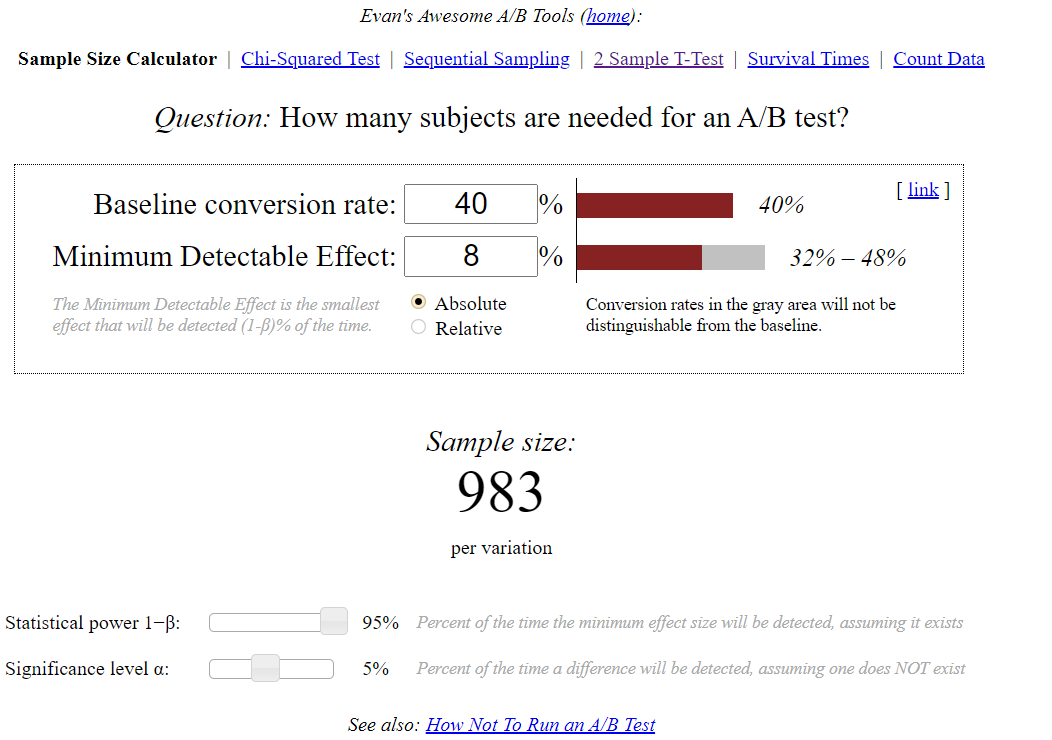 Evan's Awesome A/B Tools (home):
Sample Size Calculator | Chi-Squared Test | Sequential Sampling | 2 Sample T-Test | Survival Times | Count Data
Question: How many subjects are needed for an A/B test?
[ link ]
Baseline conversion rate: 40 % 40%
Minimum Detectable Effect: 8 % 32% – 48%
The Minimum Detectable Effect is the smallest
effect that will be detected (1-β)% of the time.
Absolute
Relative
Conversion rates in the gray area will not be
distinguishable from the baseline.
Sample size:
983
per variation
Statistical power 1−β: 95% Percent of the time the minimum effect size will be detected, assuming it exists
Significance level α: 5% Percent of the time a difference will be detected, assuming one does NOT exist
See also: How Not To Run an A/B Test